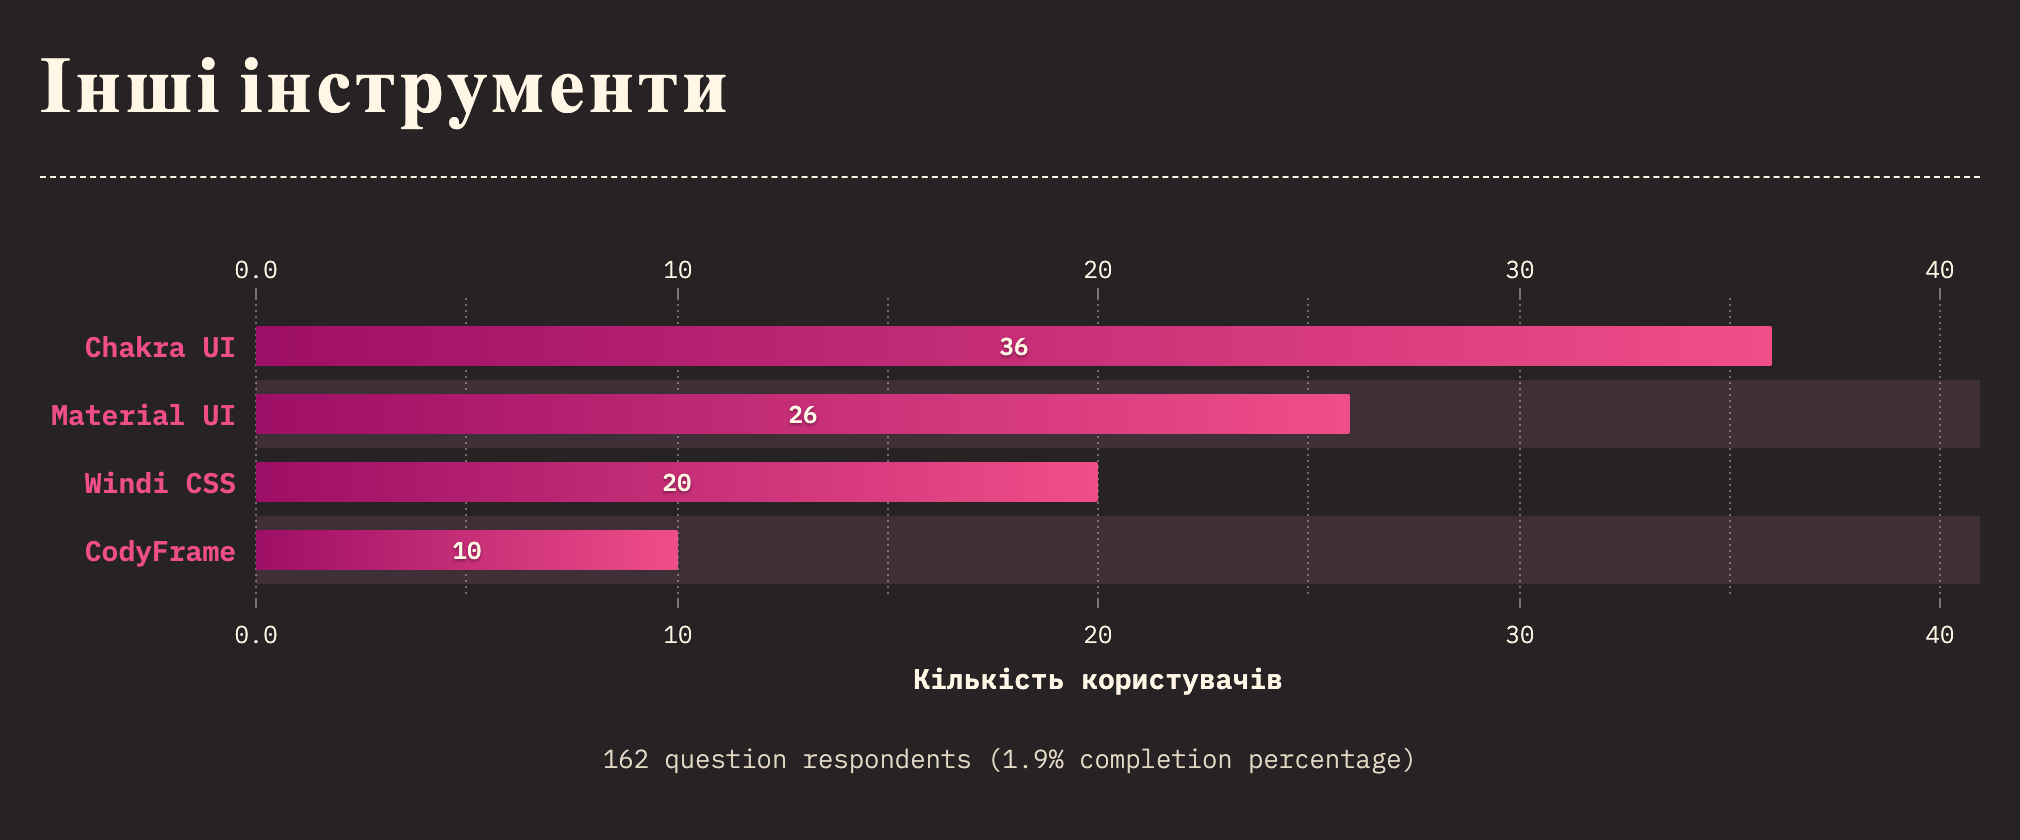 Інші інструменти
0.0 10 20 30 40
Chakra UI 36
Material UI 26
Windi CSS 20
CodyFrame 10
0.0 10 20 30 40
Кількість користувачів
162 question respondents (1.9% completion percentage)